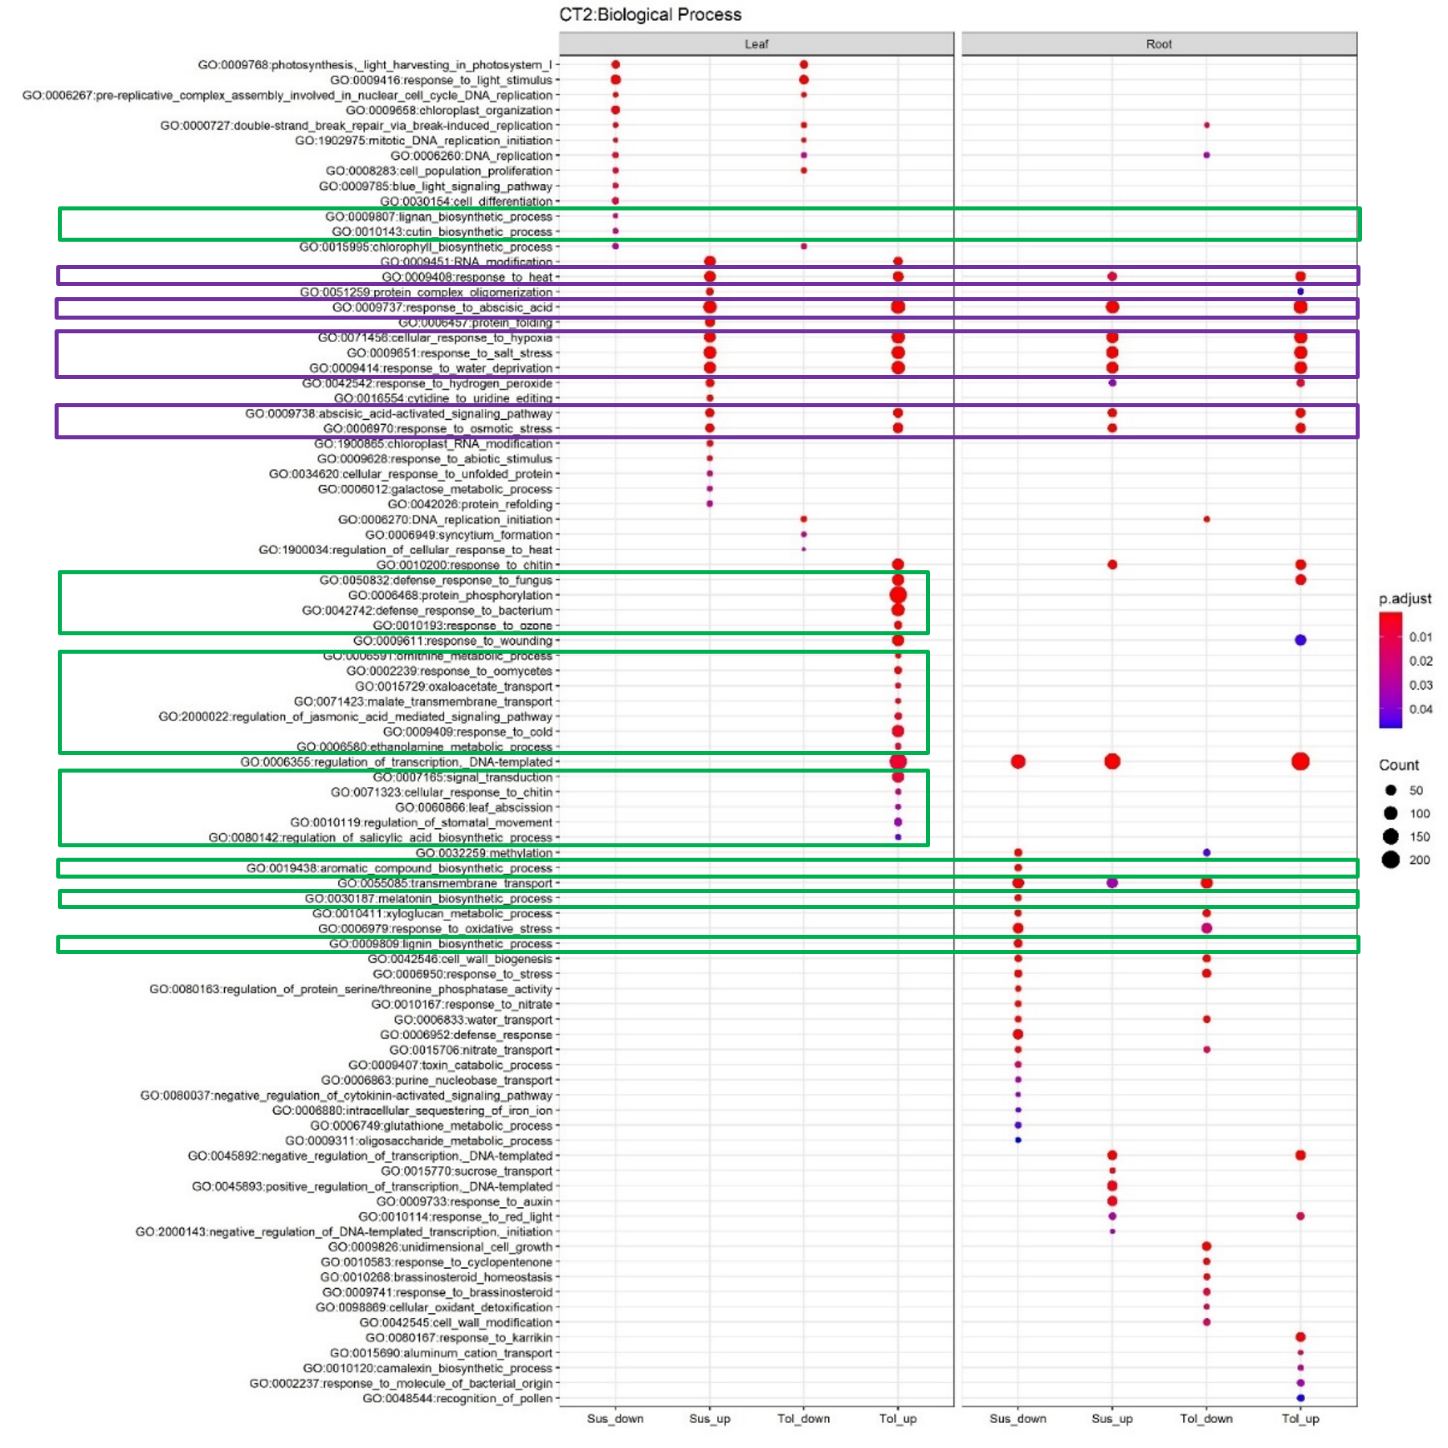 CT2:Biological Process
Leaf
Root
GO:0009768:photosynthesis,_light_harvesting_in_photosystem_I
GO:0009416:response_to_light_stimulus
GO:0006267:pre-replicative_complex_assembly_involved_in_nuclear_cell_cycle_DNA_replication
GO:0009658:chloroplast_organization
GO:0000727:double-strand_break_repair_via_break-induced_replication
GO:1902975:mitotic_DNA_replication_initiation
GO:0006260:DNA_replication
GO:0008283:cell_population_proliferation
GO:0009785:blue_light_signaling_pathway
GO:0030154:cell_differentiation
GO:0009807:lignan_biosynthetic_process
GO:0010143:cutin_biosynthetic_process
GO:0015995:chlorophyll_biosynthetic_process
GO:0009451:RNA_modification
GO:0009408:response_to_heat
GO:0051259:protein_complex_oligomerization
GO:0009737:response_to_abscisic_acid
GO:0006457:protein_folding
GO:0071456:cellular_response_to_hypoxia
GO:0009651:response_to_salt_stress
GO:0009414:response_to_water_deprivation
GO:0042542:response_to_hydrogen_peroxide
GO:0016554:cytidine_to_uridine_editing
GO:0009738:abscisic_acid-activated_signaling_pathway
GO:0006970:response_to_osmotic_stress
GO:1900865:chloroplast_RNA_modification
GO:0009628:response_to_abiotic_stimulus
GO:0034620:cellular_response_to_unfolded_protein
GO:0006012:galactose_metabolic_process
GO:0042026:protein_refolding
GO:0006270:DNA_replication_initiation
GO:0006949:syncytium_formation
GO:1900034:regulation_of_cellular_response_to_heat
GO:0010200:response_to_chitin
GO:0050832:defense_response_to_fungus
GO:0006468:protein_phosphorylation
GO:0042742:defense_response_to_bacterium
GO:0010193:response_to_ozone
GO:0009611:response_to_wounding
GO:0006591:ornithine_metabolic_process
GO:0002239:response_to_oomycetes
GO:0015729:oxaloacetate_transport
GO:0071423:malate_transmembrane_transport
GO:2000022:regulation_of_jasmonic_acid_mediated_signaling_pathway
GO:0009409:response_to_cold
GO:0006580:ethanolamine_metabolic_process
GO:0006355:regulation_of_transcription,_DNA-templated
GO:0007165:signal_transduction
GO:0071323:cellular_response_to_chitin
GO:0060866:leaf_abscission
GO:0010119:regulation_of_stomatal_movement
GO:0080142:regulation_of_salicylic_acid_biosynthetic_process
GO:0032259:methylation
GO:0019438:aromatic_compound_biosynthetic_process
GO:0055085:transmembrane_transport
GO:0030187:melatonin_biosynthetic_process
GO:0010411:xyloglucan_metabolic_process
GO:0006979:response_to_oxidative_stress
GO:0009809:lignin_biosynthetic_process
GO:0042546:cell_wall_biogenesis
GO:0006950:response_to_stress
GO:0080163:regulation_of_protein_serine/threonine_phosphatase_activity
GO:0010167:response_to_nitrate
GO:0006833:water_transport
GO:0006952:defense_response
GO:0015706:nitrate_transport
GO:0009407:toxin_catabolic_process
GO:0006863:purine_nucleobase_transport
GO:0080037:negative_regulation_of_cytokinin-activated_signaling_pathway
GO:0006880:intracellular_sequestering_of_iron_ion
GO:0006749:glutathione_metabolic_process
GO:0009311:oligosaccharide_metabolic_process
GO:0045892:negative_regulation_of_transcription,_DNA-templated
GO:0015770:sucrose_transport
GO:0045893:positive_regulation_of_transcription,_DNA-templated
GO:0009733:response_to_auxin
GO:0010114:response_to_red_light
GO:2000143:negative_regulation_of_DNA-templated_transcription,_initiation
GO:0009826:unidimensional_cell_growth
GO:0010583:response_to_cyclopentenone
GO:0010268:brassinosteroid_homeostasis
GO:0009741:response_to_brassinosteroid
GO:0098869:cellular_oxidant_detoxification
GO:0042545:cell_wall_modification
GO:0080167:response_to_karrikin
GO:0015690:aluminum_cation_transport
GO:0010120:camalexin_biosynthetic_process
GO:0002237:response_to_molecule_of_bacterial_origin
GO:0048544:recognition_of_pollen
Sus_down
Sus_up
Tol_down
Tol_up
Sus_down
Sus_up
Tol_down
Tol_up
p.adjust
0.01
0.02
0.03
0.04
Count
50
100
150
200